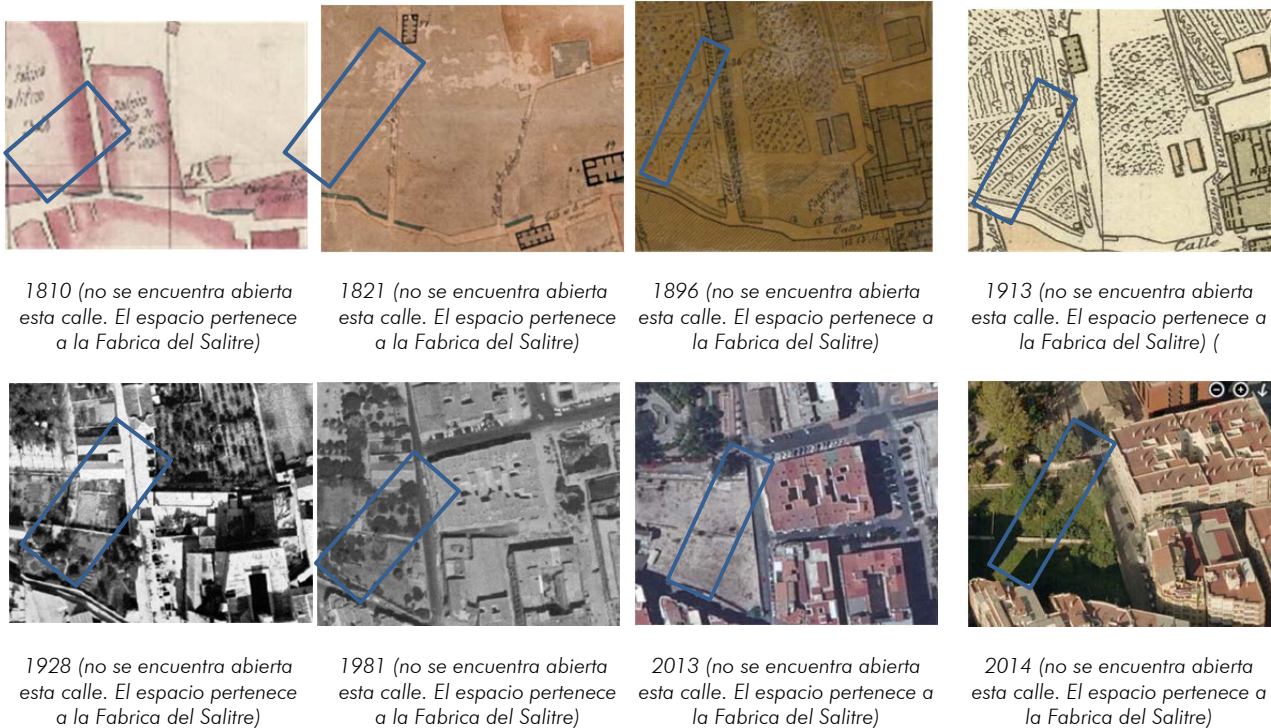 1810 (no se encuentra abierta
esta calle. El espacio pertenece
a la Fabrica del Salitre)
1821 (no se encuentra abierta
esta calle. El espacio pertenece
a la Fabrica del Salitre)
1896 (no se encuentra abierta
esta calle. El espacio pertenece a
la Fabrica del Salitre)
Calle de
Calle
1913 (no se encuentra abierta
esta calle. El espacio pertenece a
la Fabrica del Salitre) (
1928 (no se encuentra abierta
esta calle. El espacio pertenece
a la Fabrica del Salitre)
1981 (no se encuentra abierta
esta calle. El espacio pertenece
a la Fabrica del Salitre)
2013 (no se encuentra abierta
esta calle. El espacio pertenece a
la Fabrica del Salitre)
2014 (no se encuentra abierta
esta calle. El espacio pertenece a
la Fabrica del Salitre)